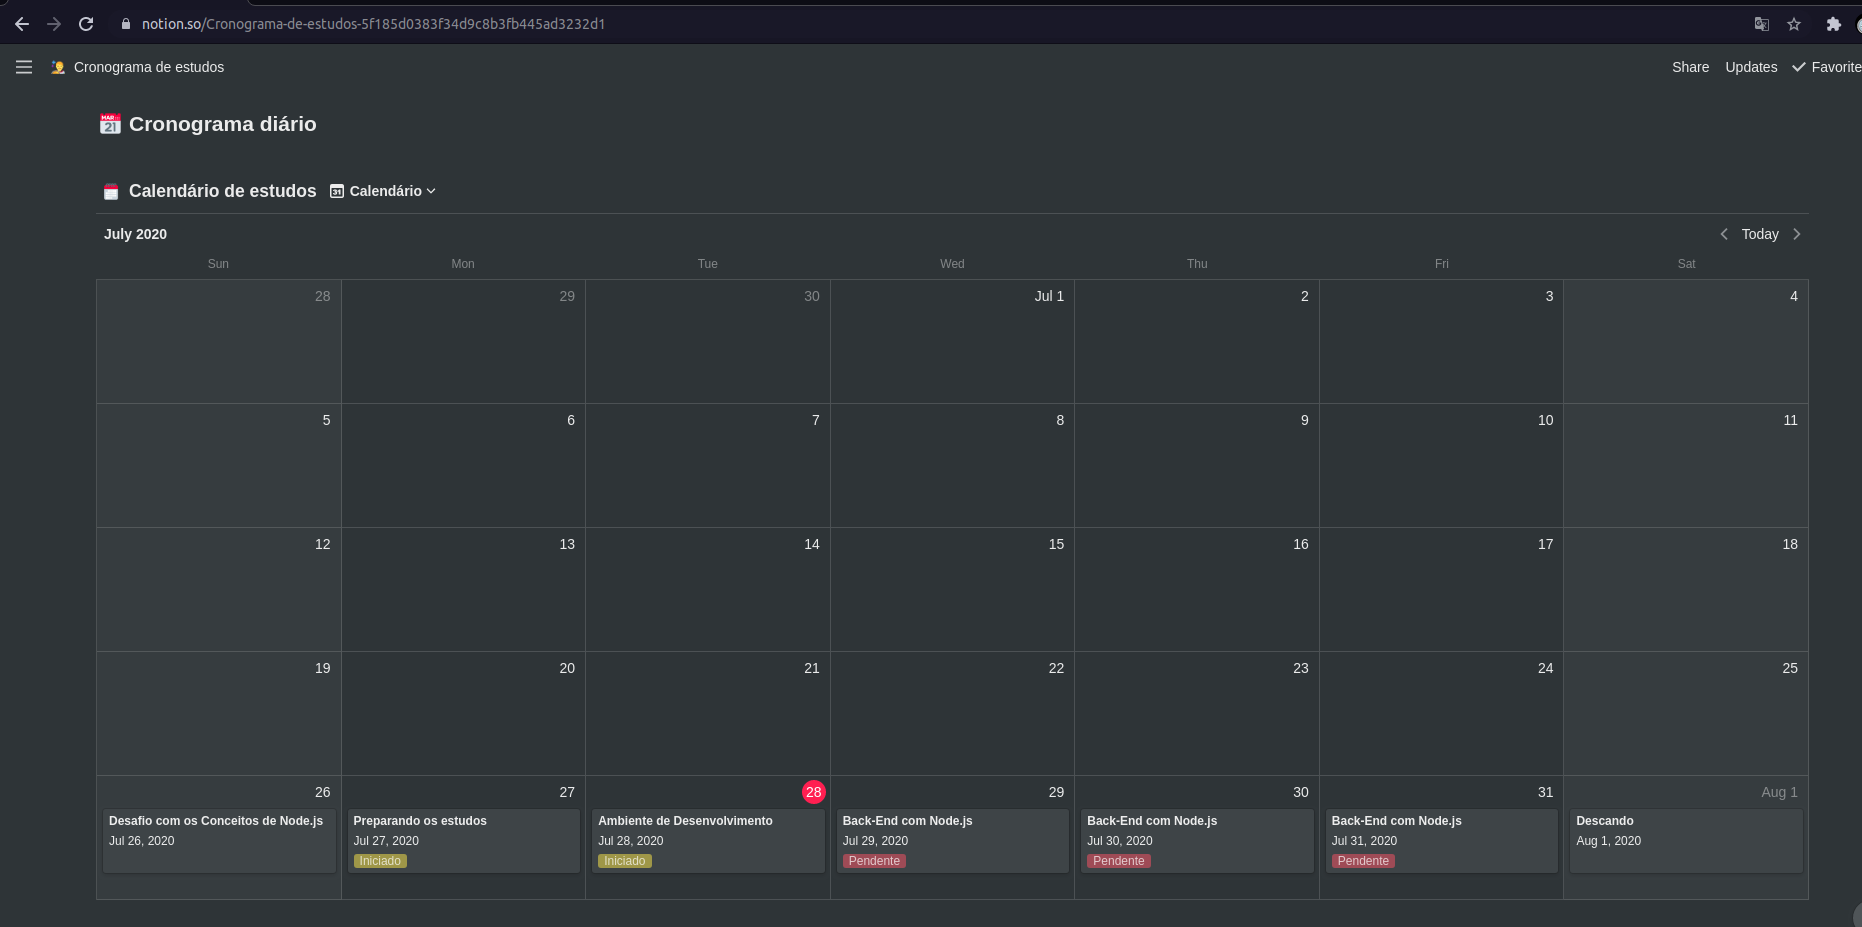 notion.so/Cronograma-de-estudos-5f185d0383f34d9c8b3fb445ad3232d1
Cronograma de estudos
Share Updates Favorite
MAR 21 Cronograma diário
Calendário de estudos 31 Calendário
July 2020
Today
Sun Mon Tue Wed Thu Fri Sat
28 29 30 Jul 1 2 3 4
5 6 7 8 9 10 11
12 13 14 15 16 17 18
19 20 21 22 23 24 25
26 27 28 29 30 31 Aug 1
Desafio com os Conceitos de Node.js
Jul 26, 2020
Preparando os estudos
Jul 27, 2020
Iniciado
Ambiente de Desenvolvimento
Jul 28, 2020
Iniciado
Back-End com Node.js
Jul 29, 2020
Pendente
Back-End com Node.js
Jul 30, 2020
Pendente
Back-End com Node.js
Jul 31, 2020
Pendente
Descando
Aug 1, 2020